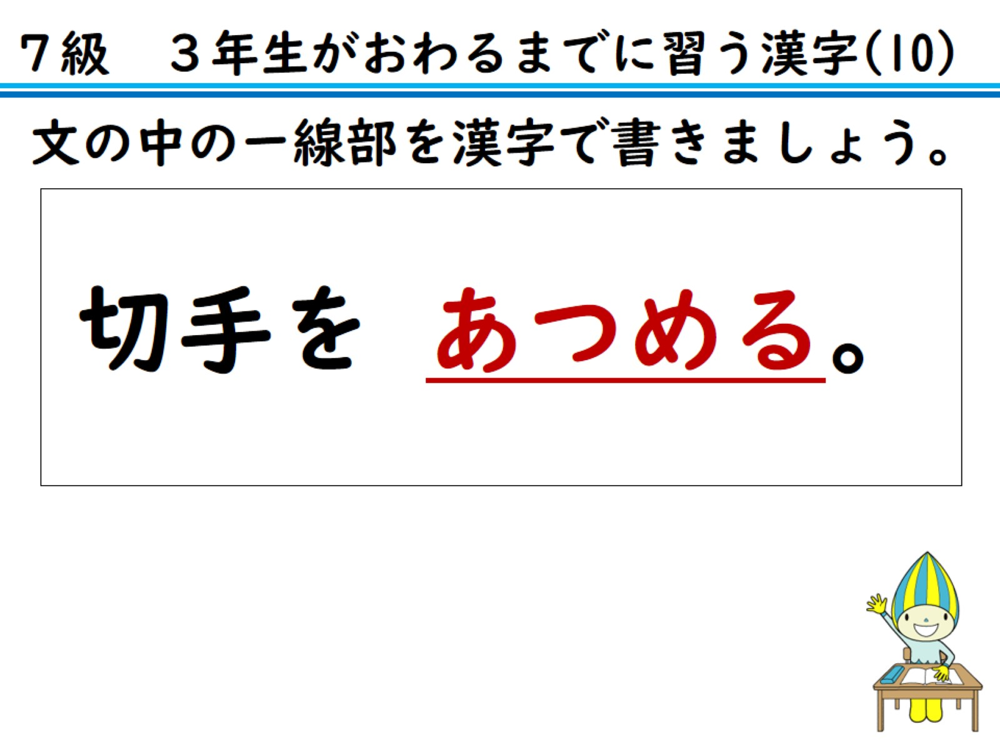 ７級　３年生がおわるまでに習う漢字(10)
文の中の一線部を漢字で書きましょう。
切手を　あつめる。